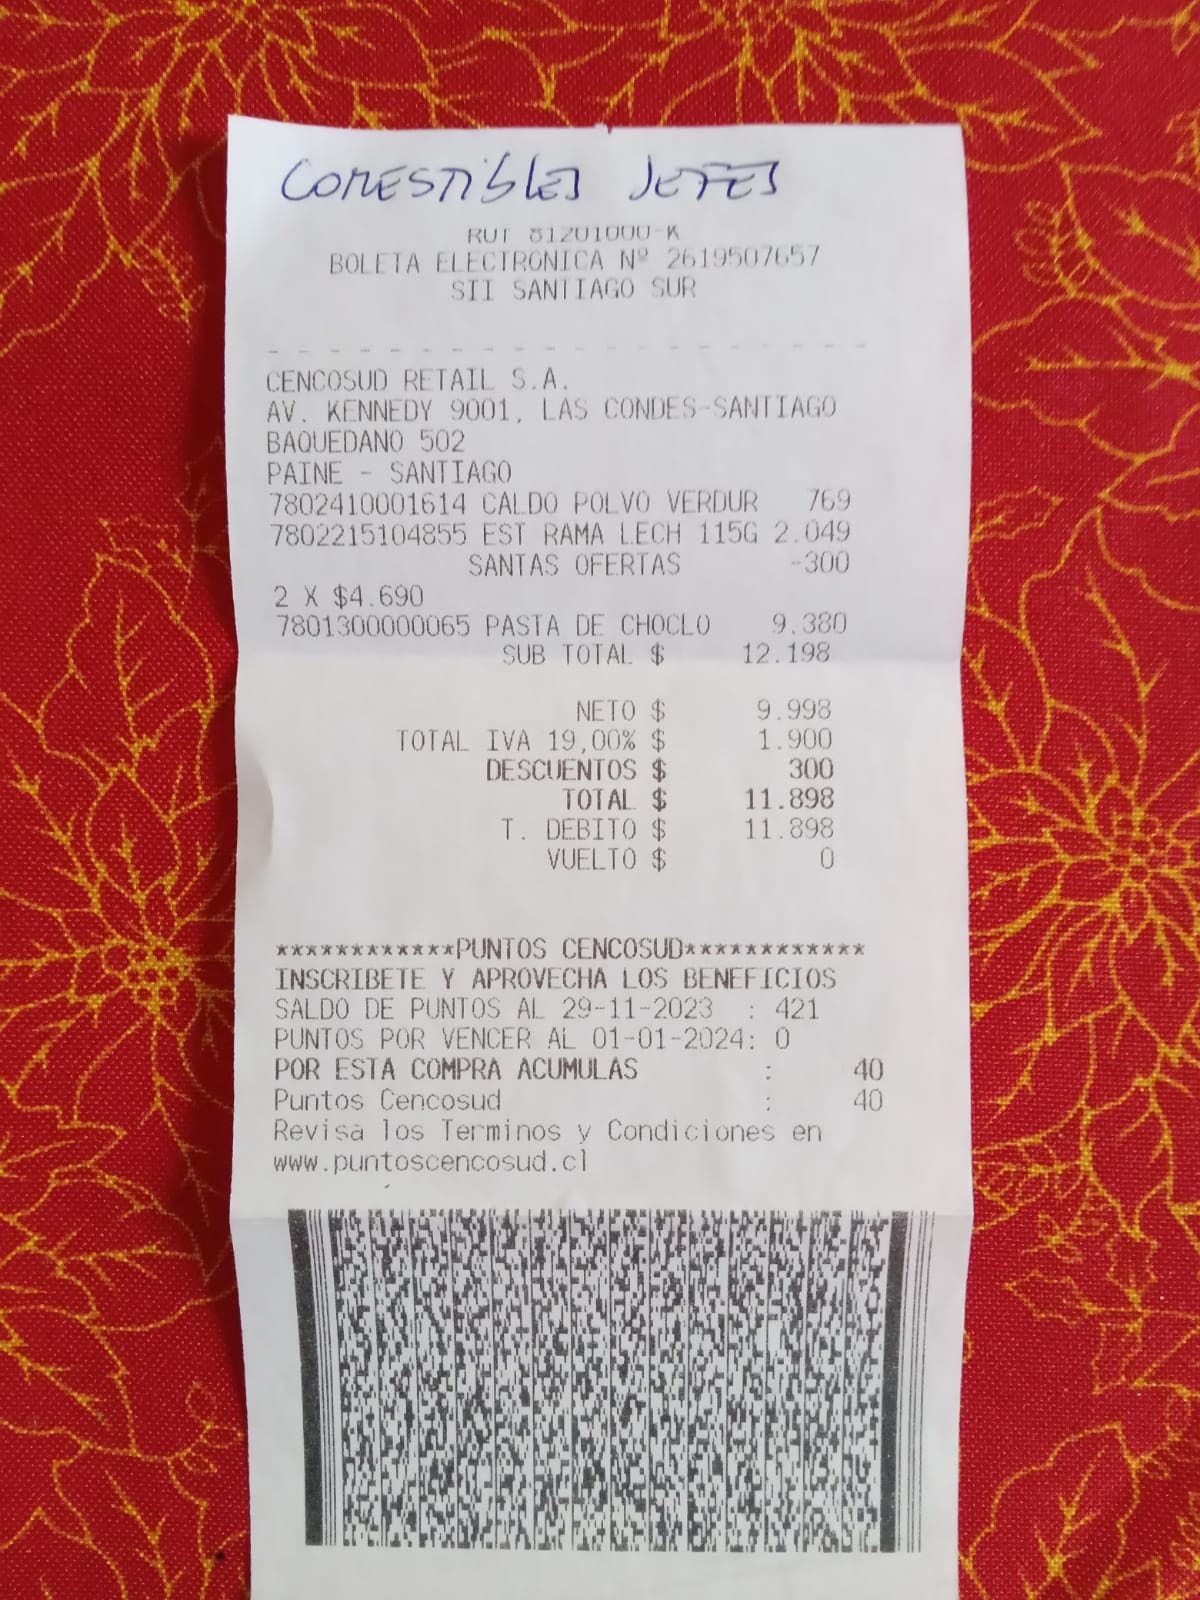 COMESTIBLES JEFES
RUT 81201000-K
BOLETA ELECTRONICA Nº 2619507657
SII SANTIAGO SUR
- - - - - - - - - - - - - - - - - - - -
CENCOSUD RETAIL S.A.
AV. KENNEDY 9001, LAS CONDES-SANTIAGO
BAQUEDANO 502
PAINE - SANTIAGO
7802410001614 CALDO POLVO VERDUR 769
7802215104855 EST RAMA LECH 115G 2.049
SANTAS OFERTAS -300
2 X $4.690
7801300000065 PASTA DE CHOCLO 9.380
SUB TOTAL $ 12.198
NETO $ 9.998
TOTAL IVA 19,00% $ 1.900
DESCUENTOS $ 300
TOTAL $ 11.898
T. DEBITO $ 11.898
VUELTO $ 0
************PUNTOS CENCOSUD************
INSCRIBETE Y APROVECHA LOS BENEFICIOS
SALDO DE PUNTOS AL 29-11-2023 : 421
PUNTOS POR VENCER AL 01-01-2024: 0
POR ESTA COMPRA ACUMULAS : 40
Puntos Cencosud : 40
Revisa los Terminos y Condiciones en
www.puntoscencosud.cl